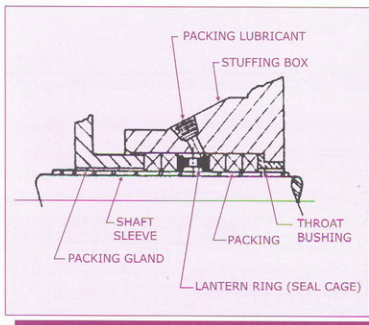 PACKING LUBRICANT
STUFFING BOX
SHAFT
SLEEVE
PACKING
THROAT
BUSHING
PACKING GLAND
LANTERN RING (SEAL CAGE)